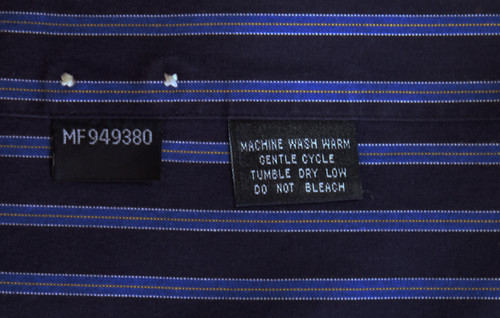 MF949380
MACHINE WASH WARM
GENTLE CYCLE
TUMBLE DRY LOW
DO NOT BLEACH